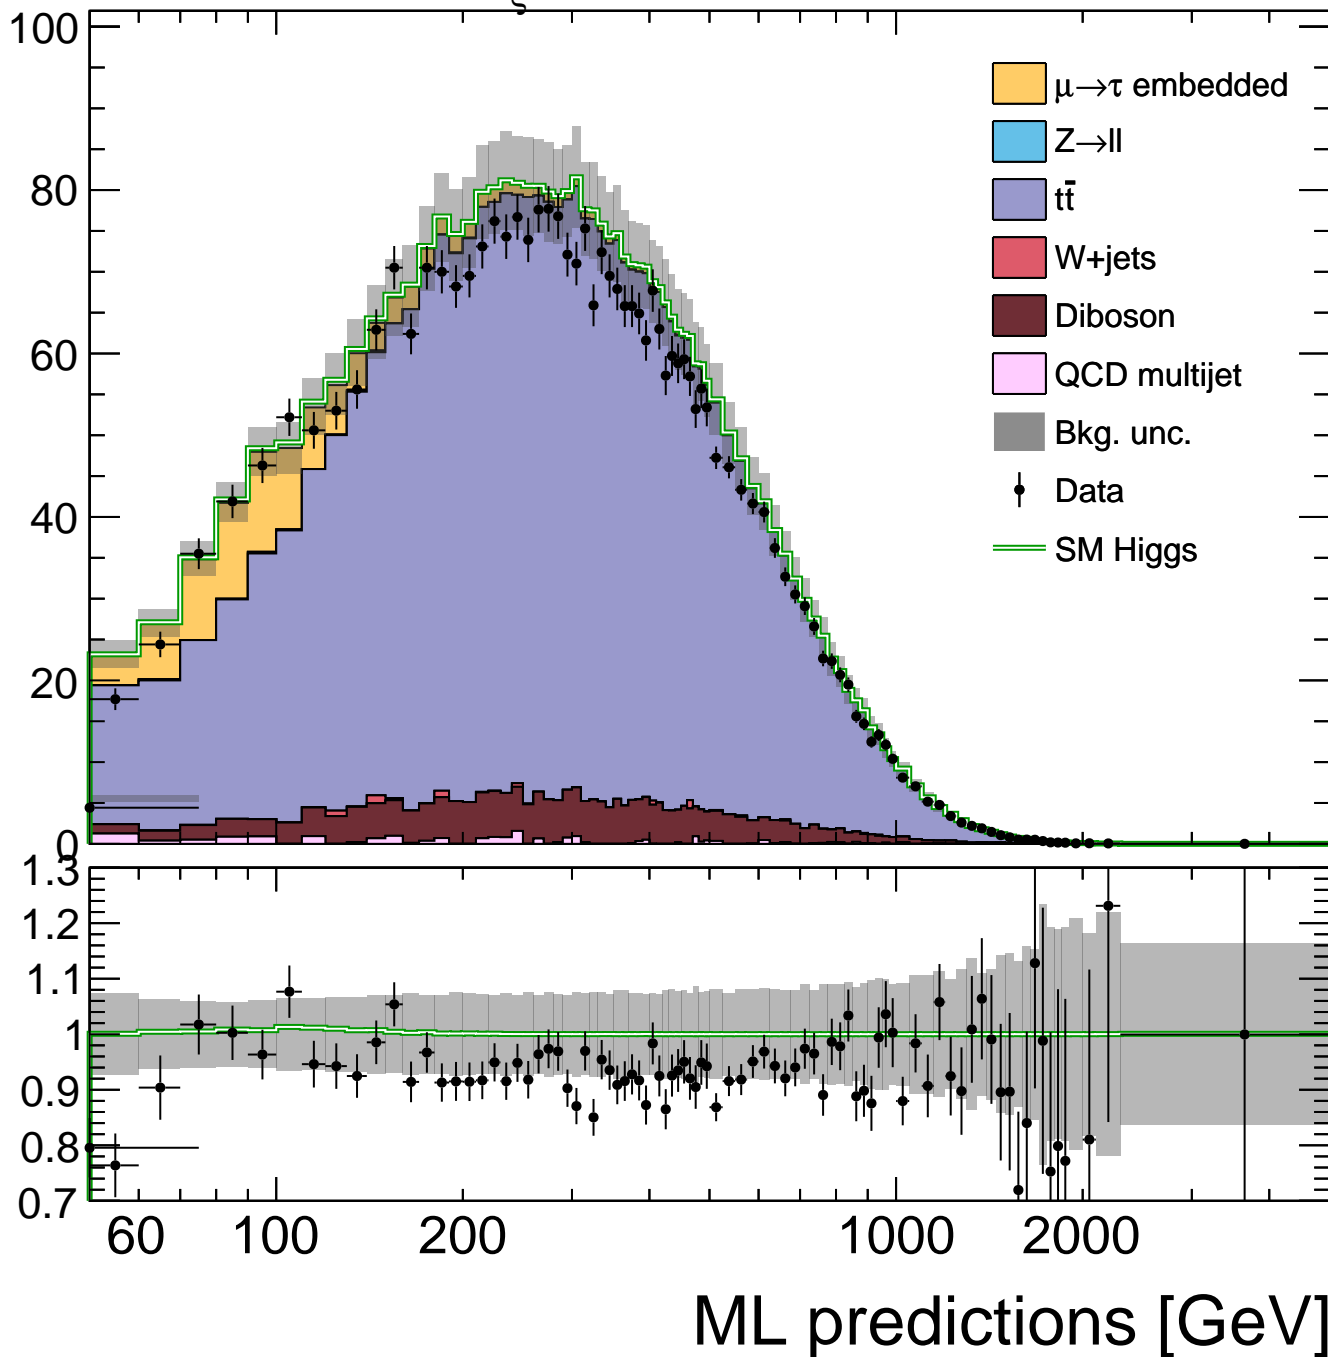 ξ
100
80
60
40
20
0
μ→τ embedded
Z→ll
tt̄
W+jets
Diboson
QCD multijet
Bkg. unc.
Data
SM Higgs
1.3
1.2
1.1
1
0.9
0.8
0.7
60 100 200 1000 2000
ML predictions [GeV]